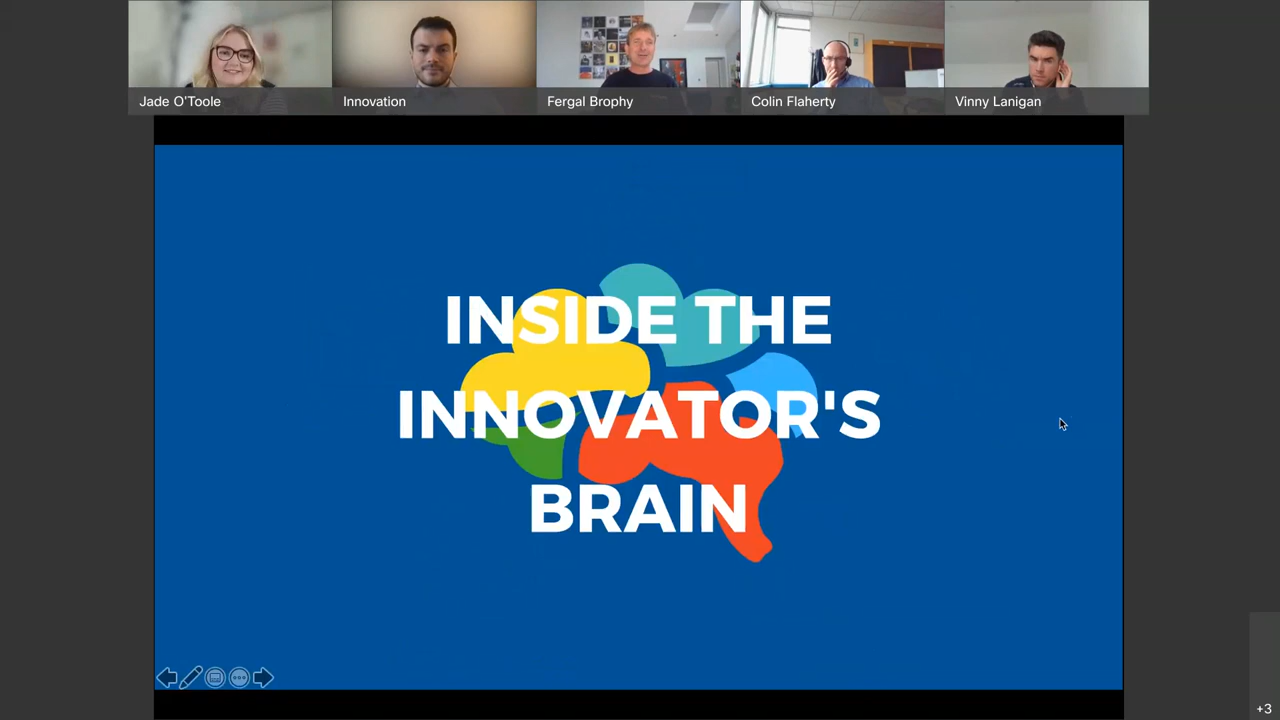 Jade O'Toole
Innovation
Fergal Brophy
Colin Flaherty
Vinny Lanigan
INSIDE THE
INNOVATOR'S
BRAIN
+3